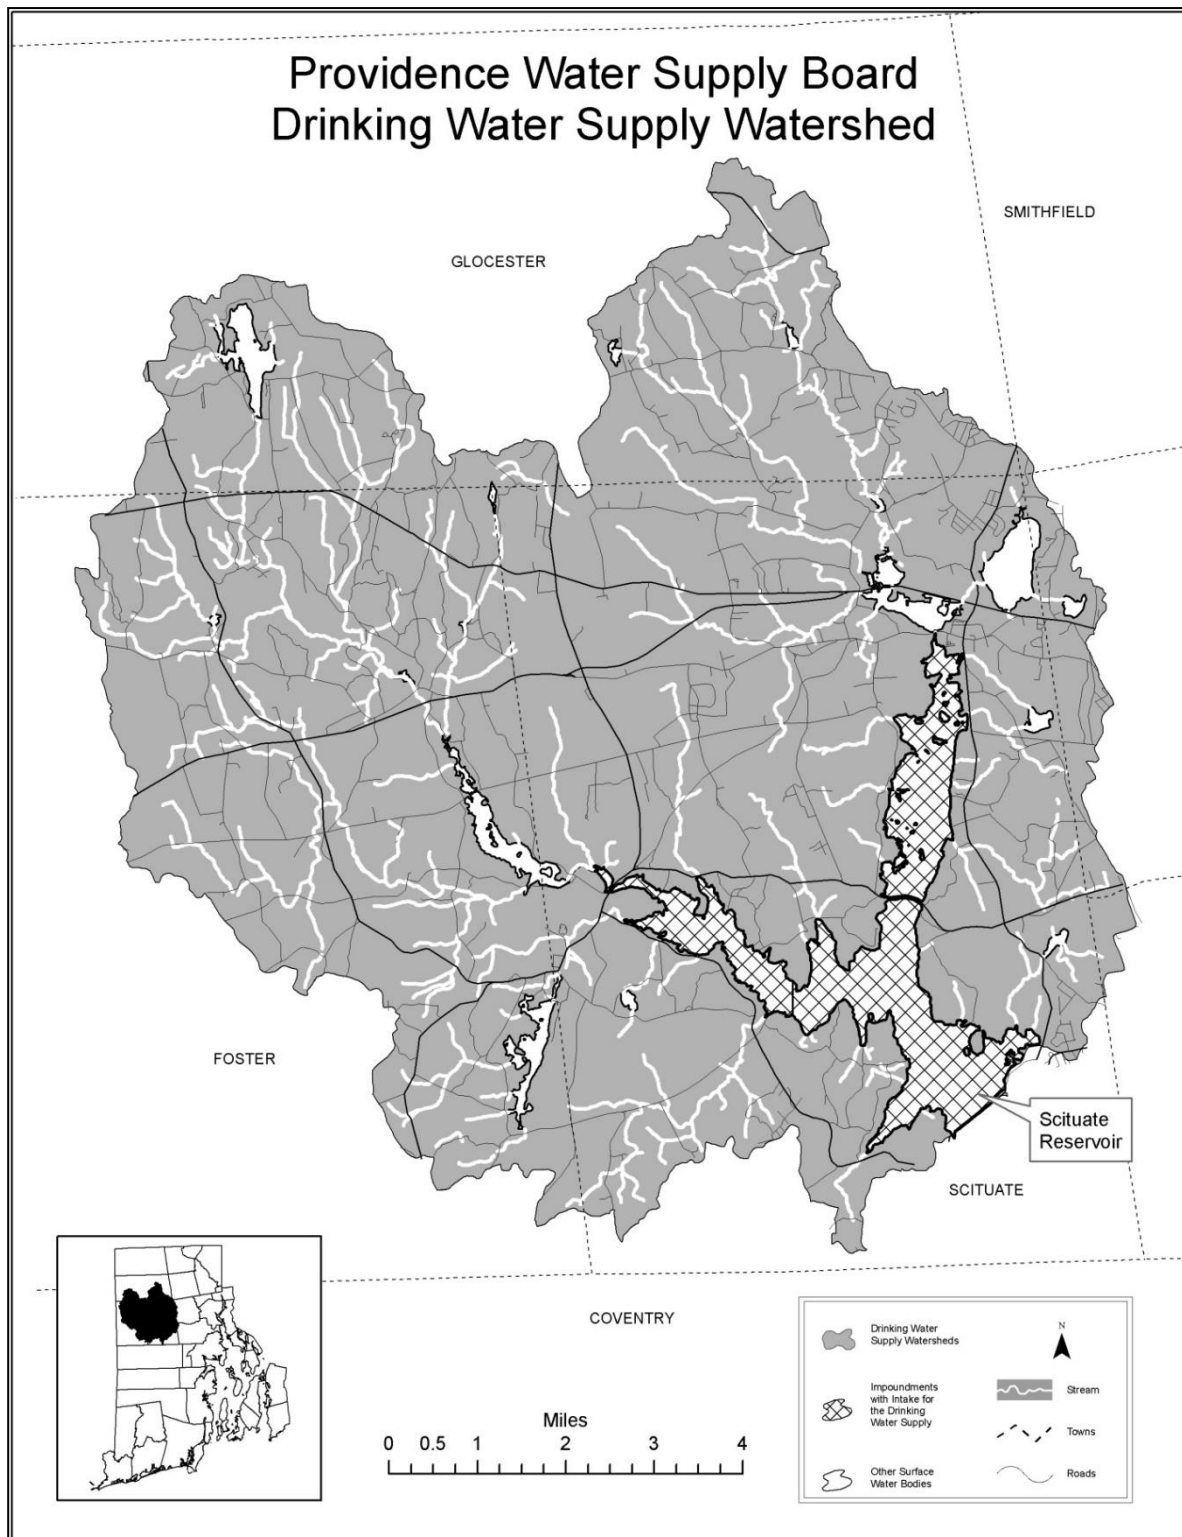 Providence Water Supply Board
Drinking Water Supply Watershed
SMITHFIELD
GLOCESTER
FOSTER
Scituate
Reservoir
SCITUATE
COVENTRY
Miles
0 0.5 1 2 3 4
Drinking Water
Supply Watersheds
N
Impoundments
with Intake for
the Drinking
Water Supply
Stream
Towns
Other Surface
Water Bodies
Roads